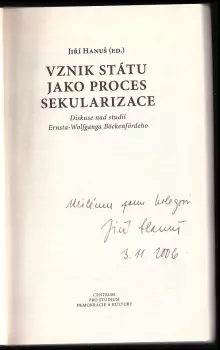 Jiří Hanuš (ed.)
VZNIK STÁTU
JAKO PROCES
SEKULARIZACE
Diskuse nad studií
Ernsta-Wolfganga Böckenfördeho
Milému panu kolegovi
Jiří Hanuš
3. 11. 2006
CENTRUM
PRO STUDIUM
DEMOKRACIE A KULTURY